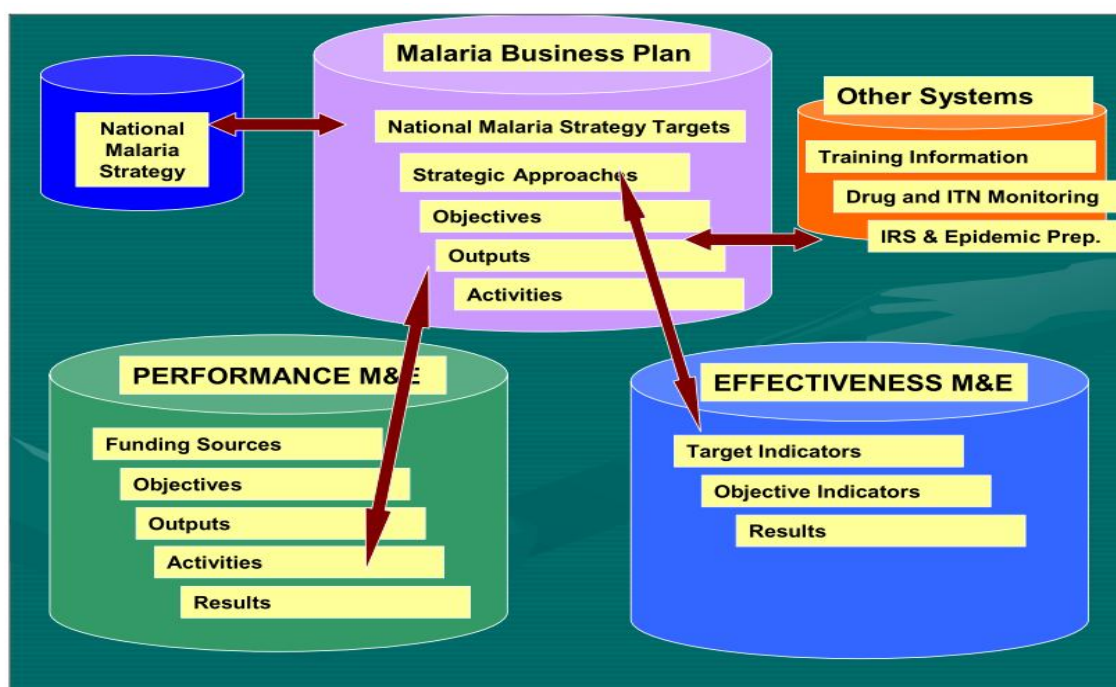 Malaria Business Plan
National
Malaria
Strategy
National Malaria Strategy Targets
Strategic Approaches
Objectives
Outputs
Activities
Other Systems
Training Information
Drug and ITN Monitoring
IRS & Epidemic Prep.
PERFORMANCE M&E
Funding Sources
Objectives
Outputs
Activities
Results
EFFECTIVENESS M&E
Target Indicators
Objective Indicators
Results